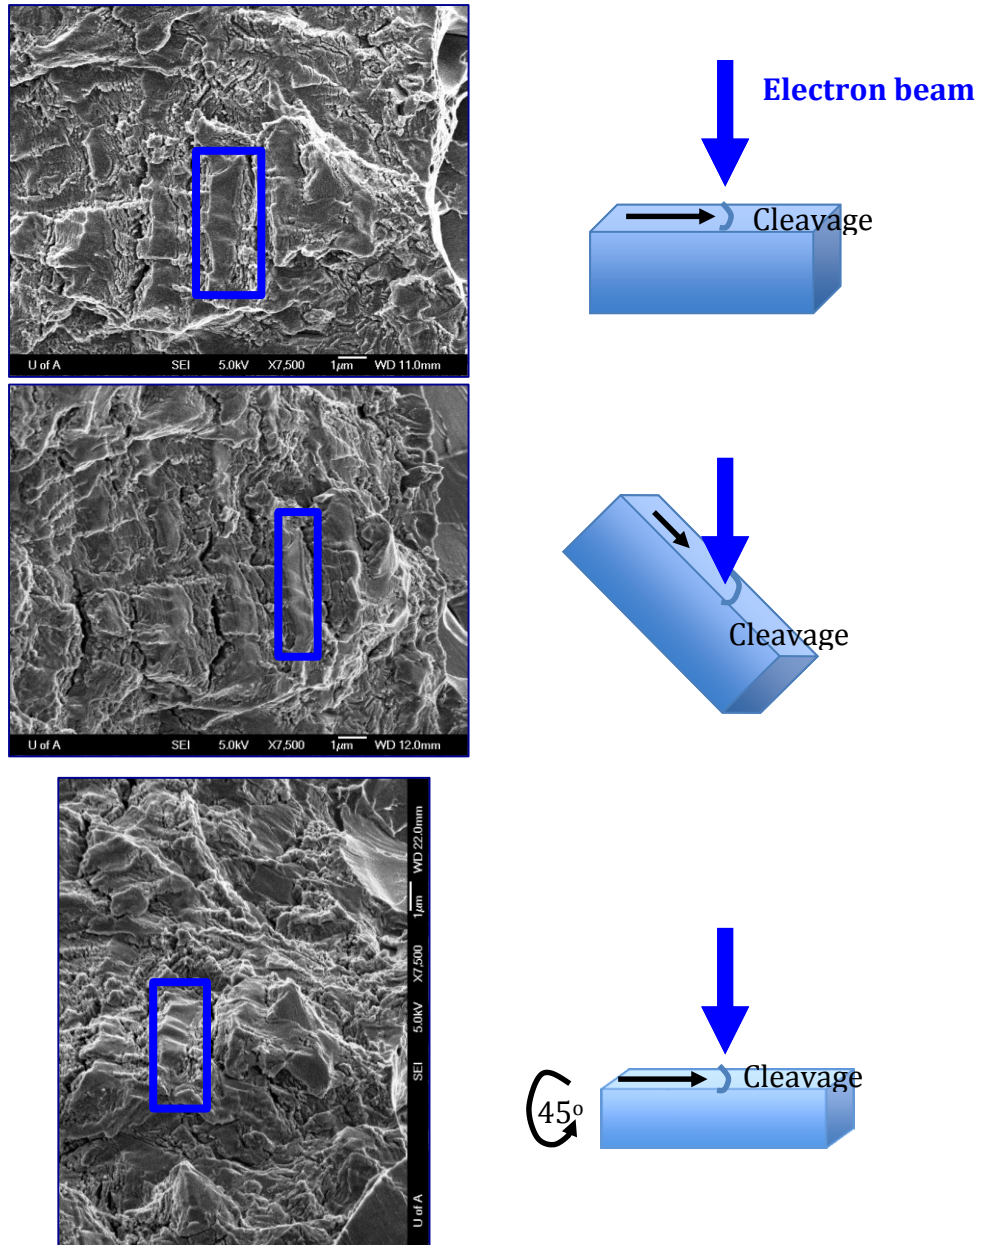 Electron beam
Cleavage
U of A SEI 5.0kV X7,500 1μm WD 11.0mm
Cleavage
U of A SEI 5.0kV X7,500 1μm WD 12.0mm
Cleavage
45o
U of A SEI 5.0kV X7,500 1μm WD 22.0mm